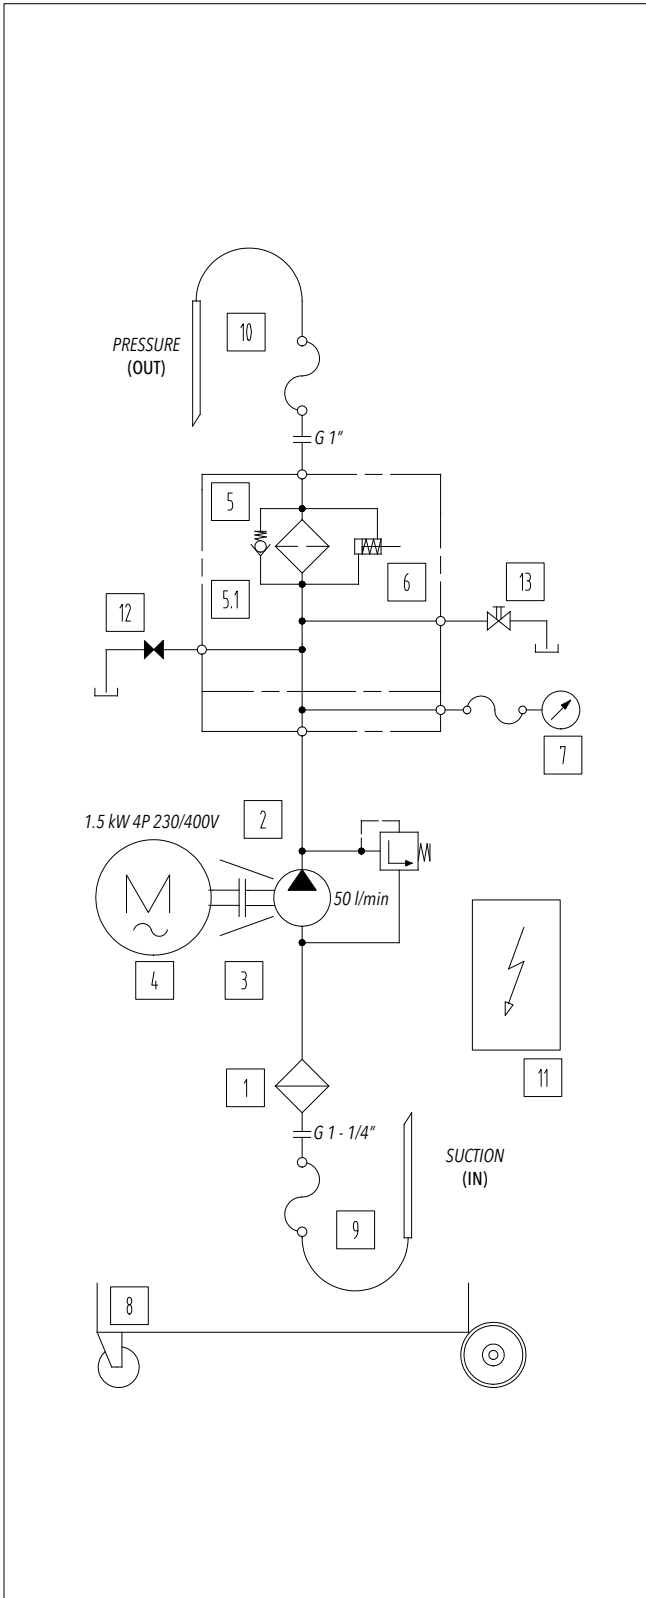 10
PRESSURE
(OUT)
G 1"
5
5.1
6
13
12
7
2
1.5 kW 4P 230/400V
M
50 l/min
4
3
11
1
G 1 - 1/4"
SUCTION
(IN)
9
8